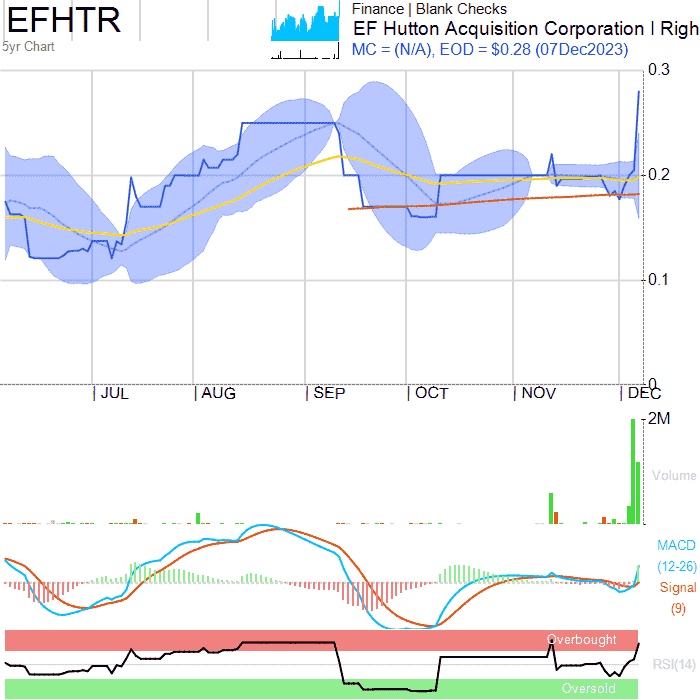 EFHTR
5yr Chart
Finance | Blank Checks
EF Hutton Acquisition Corporation I Righ
MC = (N/A), EOD = $0.28 (07Dec2023)
0.3
0.2
0.1
0
JUL
AUG
SEP
OCT
NOV
DEC
2M
Volume
MACD
(12-26)
Signal
(9)
Overbought
RSI(14)
Oversold